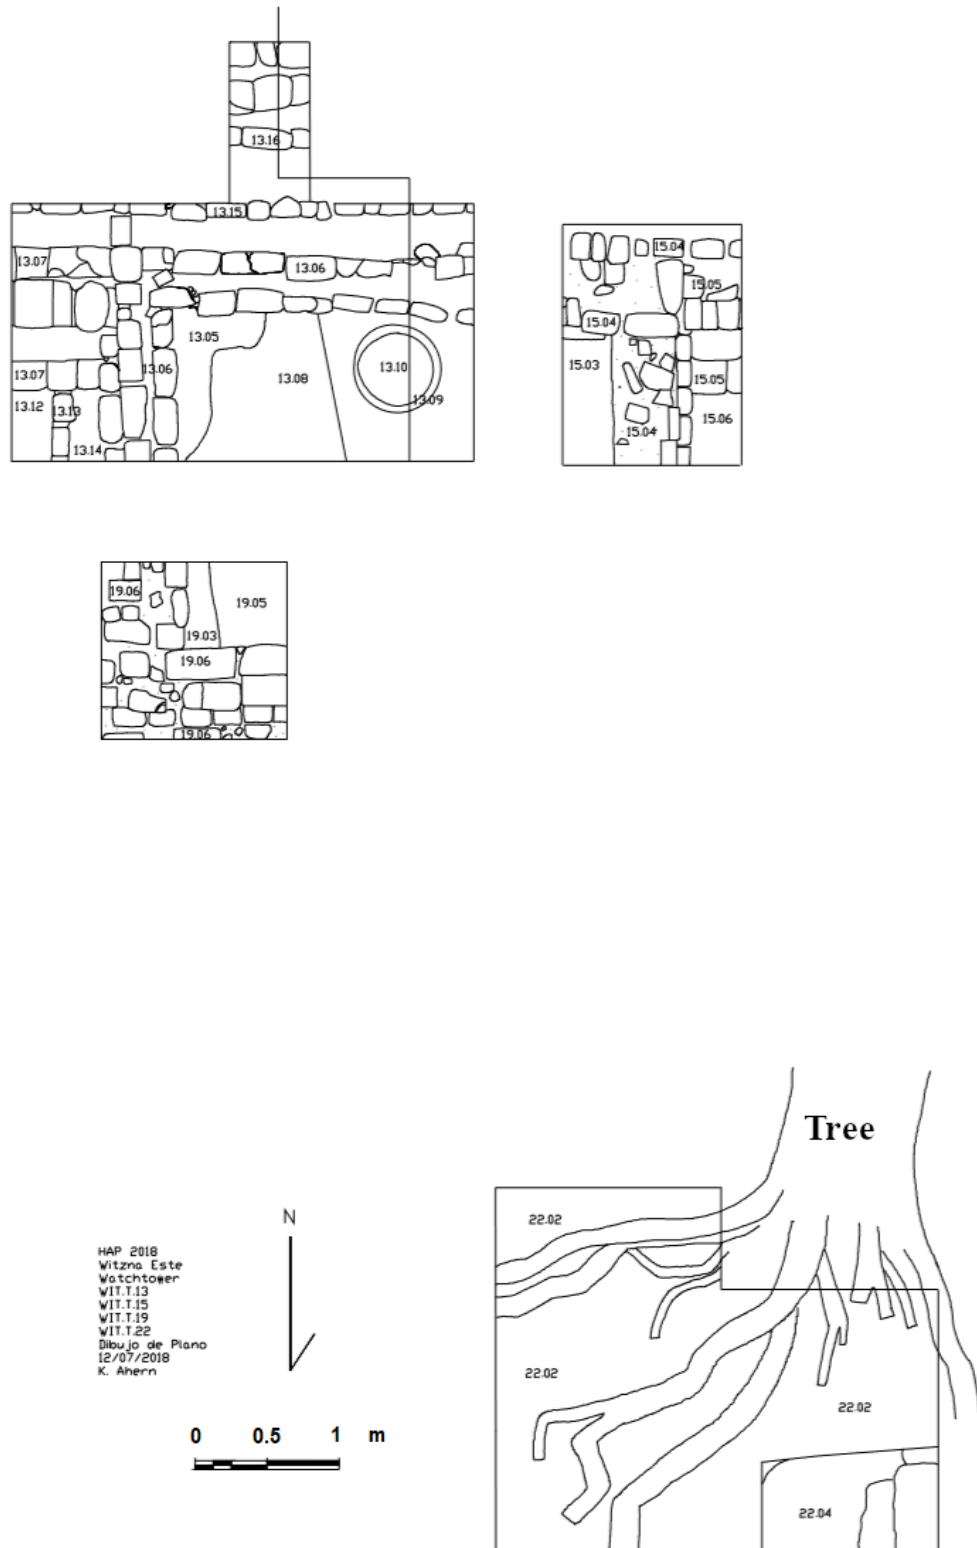 13.16
13.15
13.07
13.06
13.05
13.07
13.06
13.08
13.10
13.12
13.13
13.09
13.14
15.04
15.05
15.04
15.03
15.05
15.04
15.06
19.06
19.05
19.03
19.06
19.06
Tree
22.02
22.02
22.02
22.04
N
HAP 2018
Witzna Este
Watchtower
WIT.T.13
WIT.T.15
WIT.T.19
WIT.T.22
Dibujo de Plano
12/07/2018
K. Ahern
0 0.5 1 m